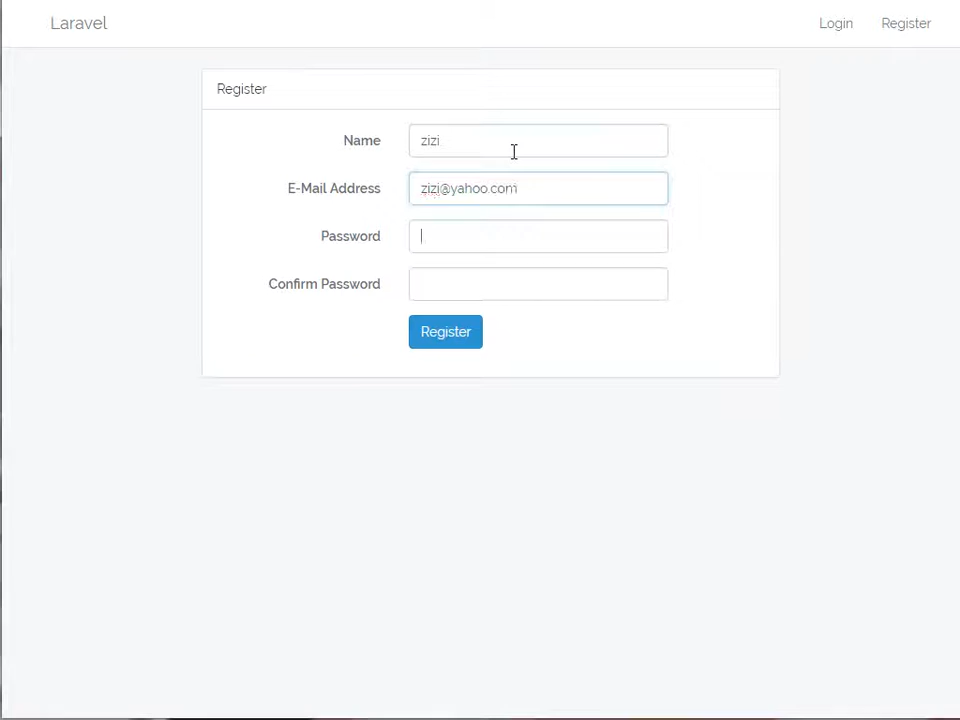 Laravel Login Register
Register
Name zizi
E-Mail Address zizi@yahoo.com
Password
Confirm Password
Register